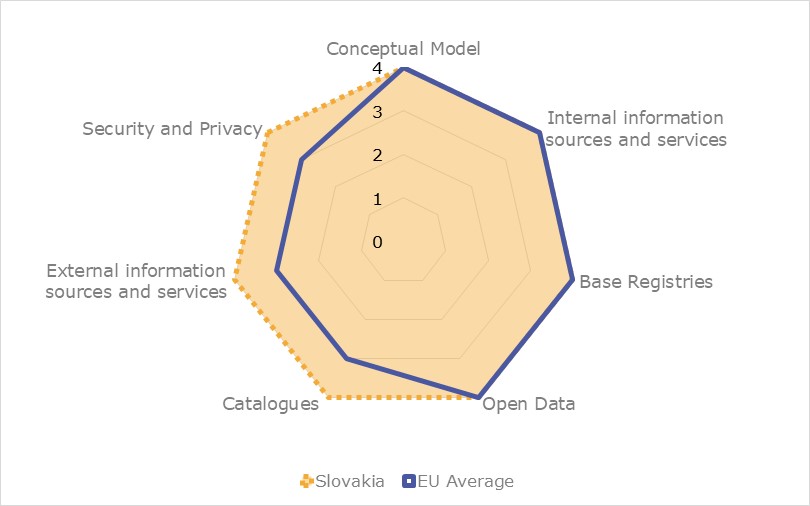 Conceptual Model
4
Internal information
sources and services
3
Security and Privacy
2
1
0
External information
sources and services
Base Registries
Catalogues
Open Data
Slovakia
EU Average